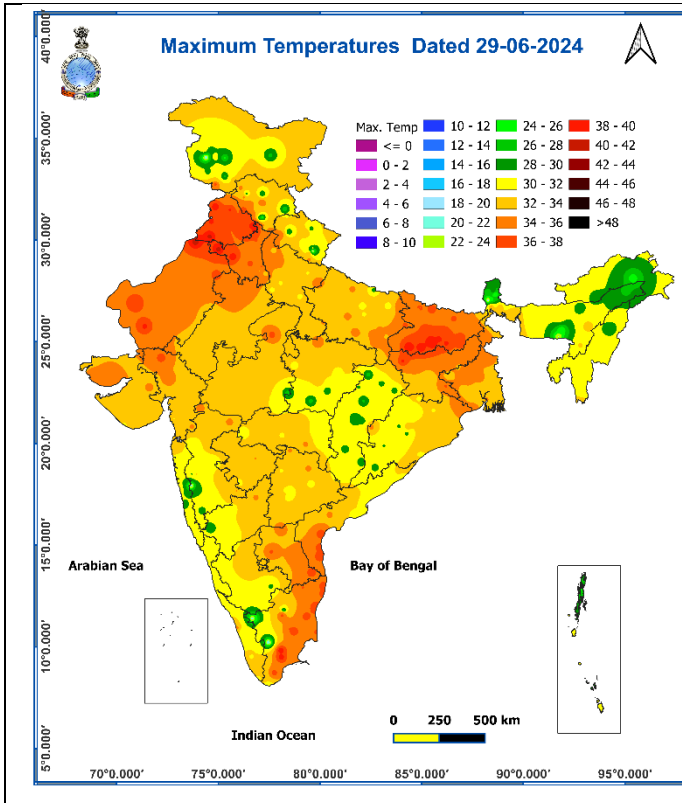 Maximum Temperatures Dated 29-06-2024
Max. Temp
<= 0
0 - 2
2 - 4
4 - 6
6 - 8
8 - 10
10 - 12
12 - 14
14 - 16
16 - 18
18 - 20
20 - 22
22 - 24
24 - 26
26 - 28
28 - 30
30 - 32
32 - 34
34 - 36
36 - 38
38 - 40
40 - 42
42 - 44
44 - 46
46 - 48
>48
40°0.000'
35°0.000'
30°0.000'
25°0.000'
20°0.000'
15°0.000'
10°0.000'
5°0.000'
Arabian Sea
Bay of Bengal
Indian Ocean
0 250 500 km
70°0.000' 75°0.000' 80°0.000' 85°0.000' 90°0.000' 95°0.000'